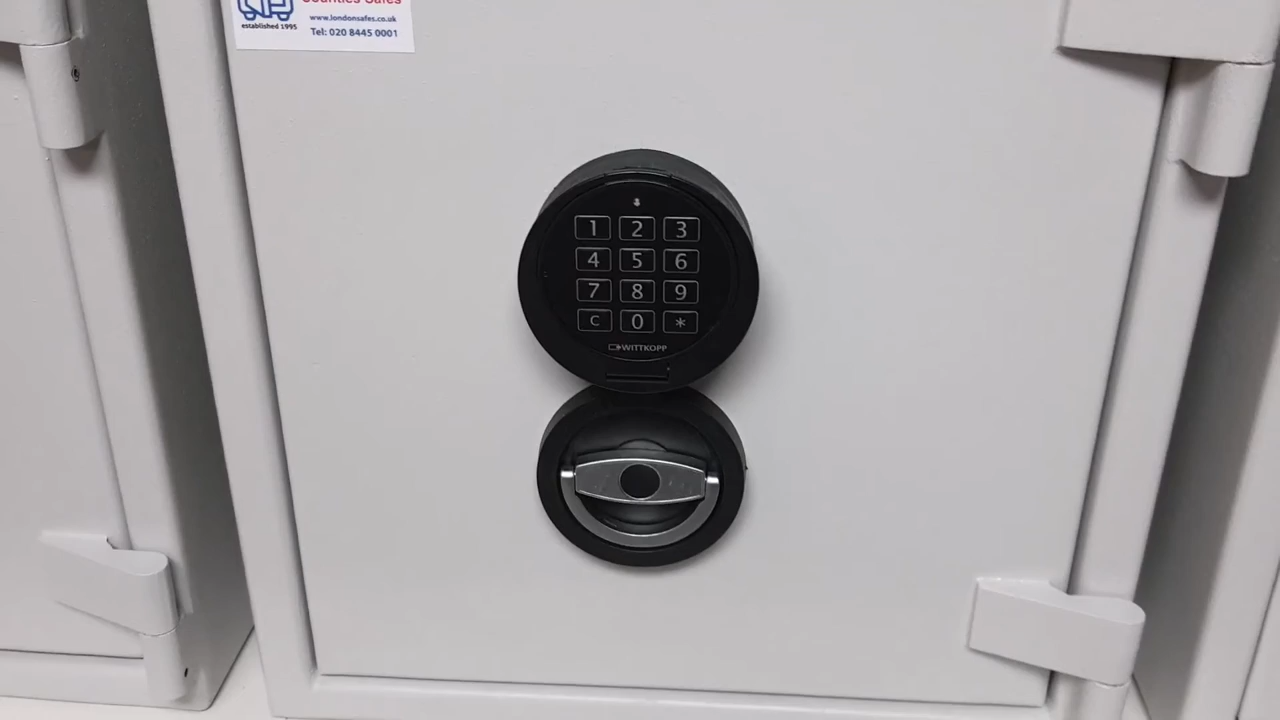 Counties Safes
established 1995
www.londonsafes.co.uk
Tel: 020 8445 0001
1 2 3
4 5 6
7 8 9
C 0 *
WITTKOPP